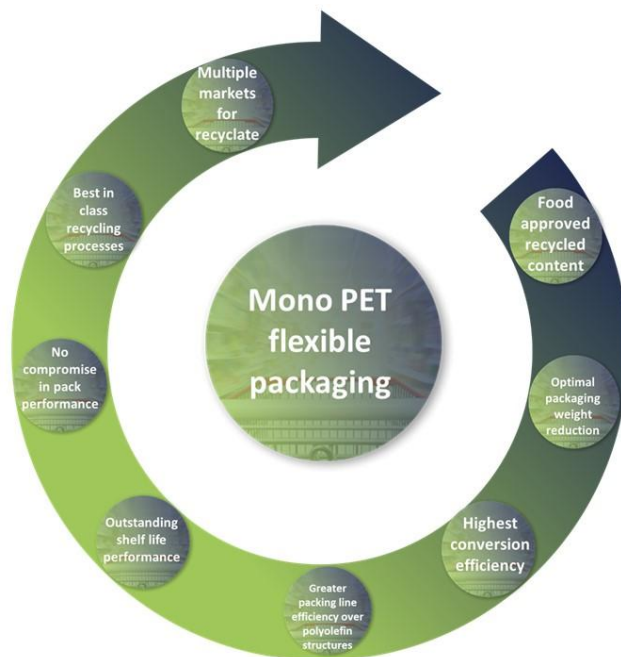 Mono PET
flexible
packaging
Food
approved
recycled
content
Optimal
packaging
weight
reduction
Highest
conversion
efficiency
Greater
packing line
efficiency over
polyolefin
structures
Outstanding
shelf life
performance
No
compromise
in pack
performance
Best in
class
recycling
processes
Multiple
markets
for
recyclate